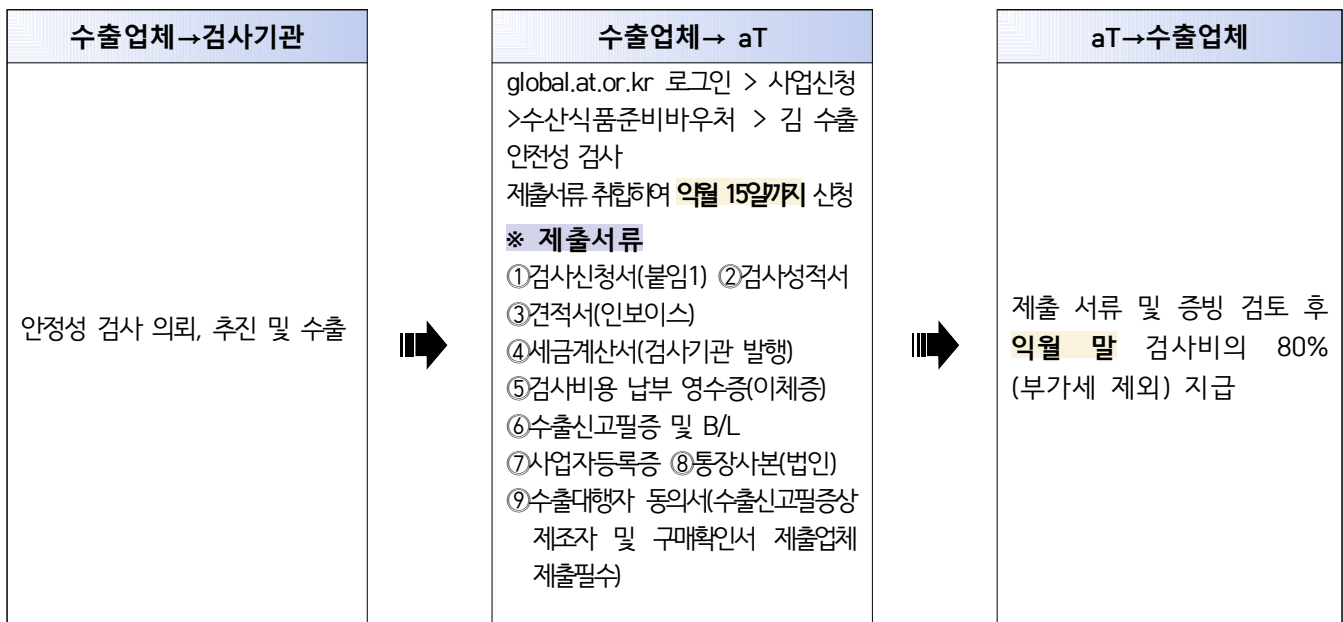 수출업체→검사기관
안정성 검사 의뢰, 추진 및 수출
수출업체→ aT
global.at.or.kr 로그인 > 사업신청
>수산식품준비바우처 > 김 수출
안전성 검사
제출서류 취합하여 익월 15일까지 신청
※ 제출서류
①검사신청서(붙임1) ②검사성적서
③견적서(인보이스)
④세금계산서(검사기관 발행)
⑤검사비용 납부 영수증(이체증)
⑥수출신고필증 및 B/L
⑦사업자등록증 ⑧통장사본(법인)
⑨수출대행자 동의서(수출신고필증상
제조자 및 구매확인서 제출업체
제출필수)
aT→수출업체
제출 서류 및 증빙 검토 후
익월 말 검사비의 80%
(부가세 제외) 지급